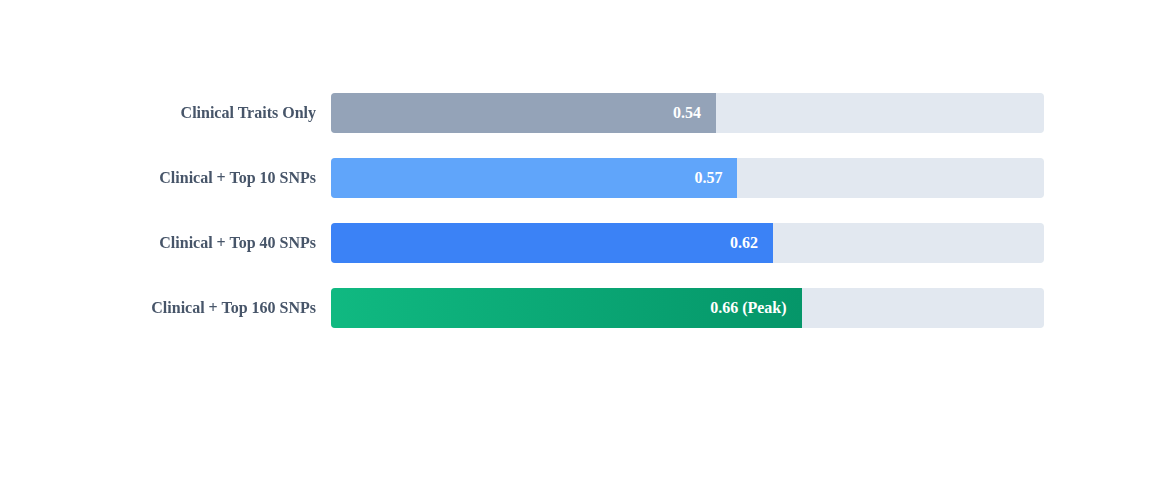 Clinical Traits Only 0.54
Clinical + Top 10 SNPs 0.57
Clinical + Top 40 SNPs 0.62
Clinical + Top 160 SNPs 0.66 (Peak)